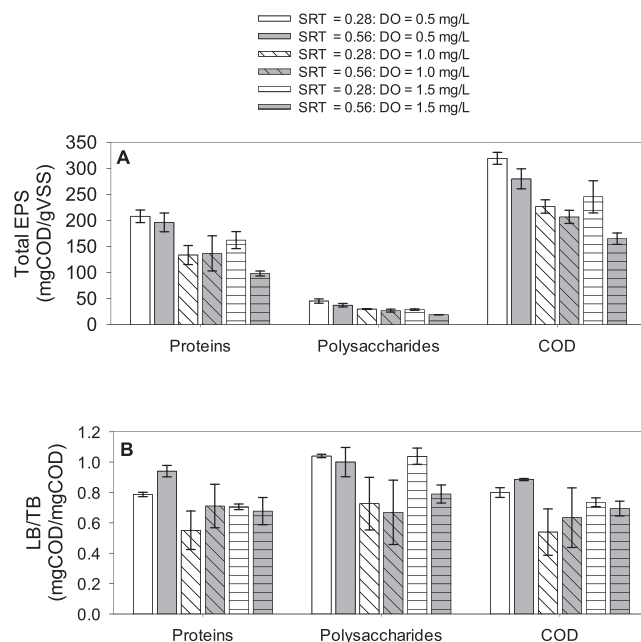 SRT = 0.28: DO = 0.5 mg/L
SRT = 0.56: DO = 0.5 mg/L
SRT = 0.28: DO = 1.0 mg/L
SRT = 0.56: DO = 1.0 mg/L
SRT = 0.28: DO = 1.5 mg/L
SRT = 0.56: DO = 1.5 mg/L
A
Total EPS
(mgCOD/gVSS)
350
300
250
200
150
100
50
0
Proteins Polysaccharides COD
B
LB/TB
(mgCOD/mgCOD)
1.2
1.0
0.8
0.6
0.4
0.2
0.0
Proteins Polysaccharides COD